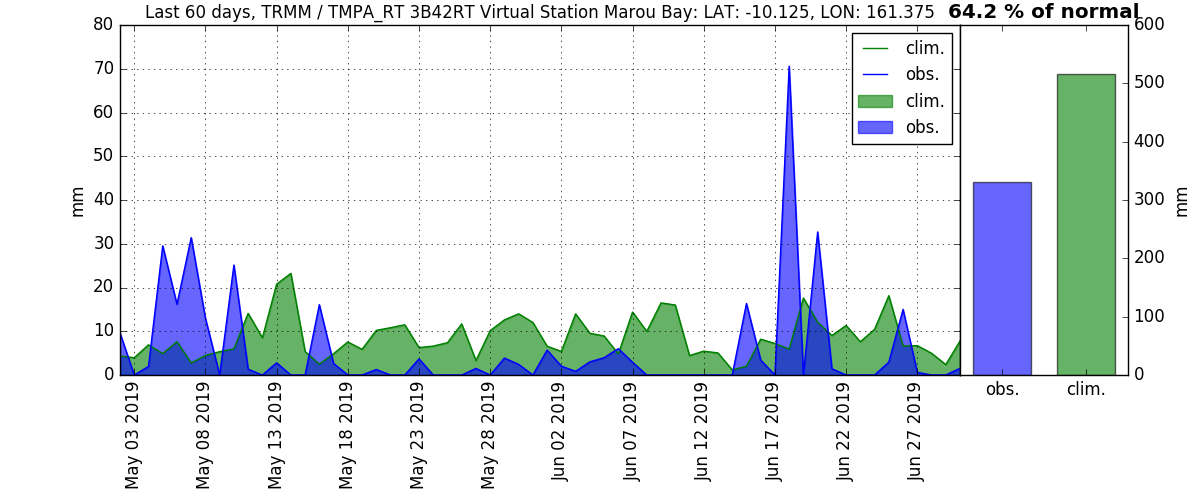 Last 60 days, TRMM / TMPA_RT 3B42RT Virtual Station Marou Bay: LAT: -10.125, LON: 161.375 64.2 % of normal
80
70
60
50
40
30
20
10
0
mm
clim.
obs.
clim.
obs.
600
500
400
300
200
100
0
mm
obs.
clim.
May 03 2019
May 08 2019
May 13 2019
May 18 2019
May 23 2019
May 28 2019
Jun 02 2019
Jun 07 2019
Jun 12 2019
Jun 17 2019
Jun 22 2019
Jun 27 2019